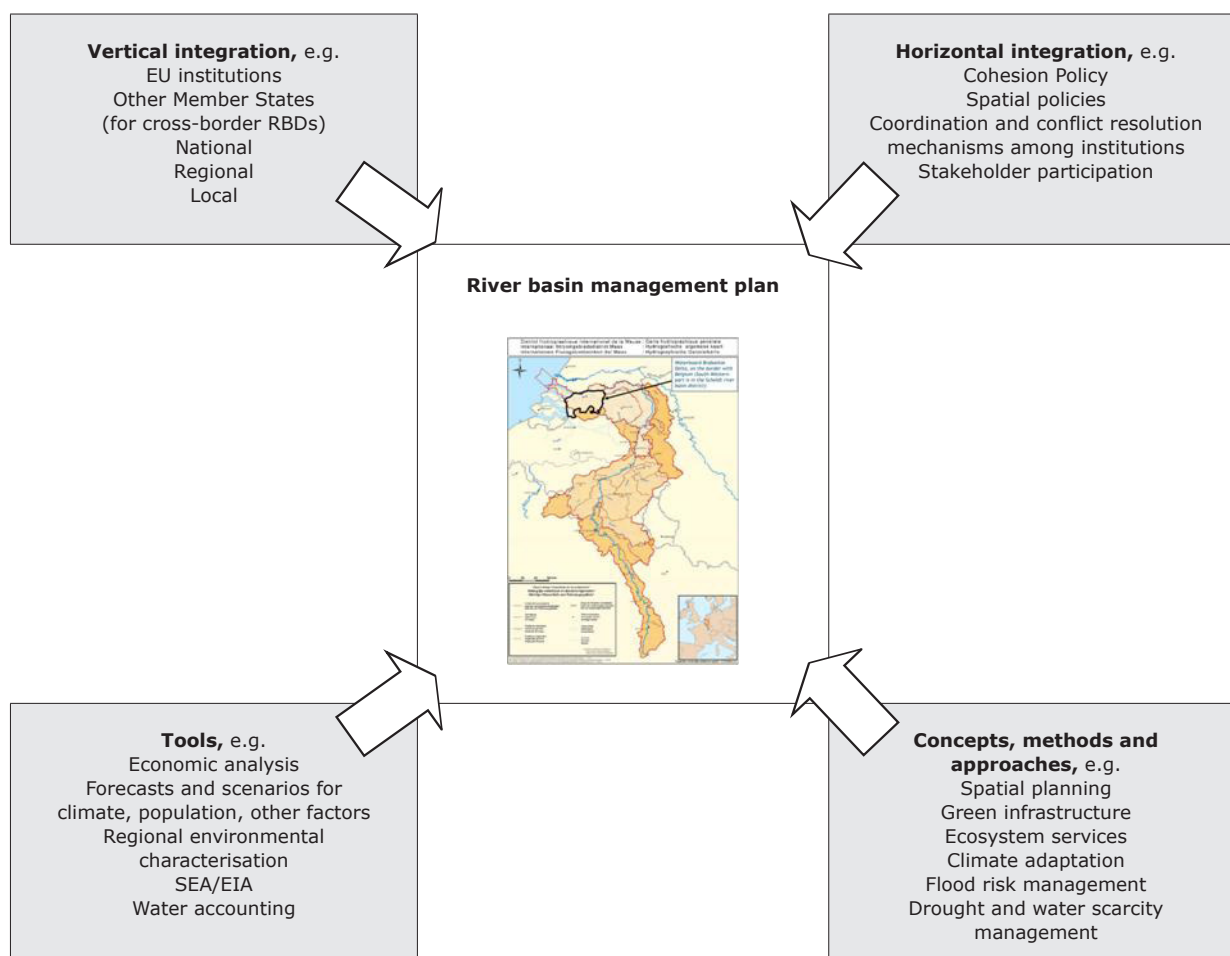 Vertical integration, e.g.
EU institutions
Other Member States
(for cross-border RBDs)
National
Regional
Local
Horizontal integration, e.g.
Cohesion Policy
Spatial policies
Coordination and conflict resolution
mechanisms among institutions
Stakeholder participation
River basin management plan
Tools, e.g.
Economic analysis
Forecasts and scenarios for
climate, population, other factors
Regional environmental
characterisation
SEA/EIA
Water accounting
Concepts, methods and
approaches, e.g.
Spatial planning
Green infrastructure
Ecosystem services
Climate adaptation
Flood risk management
Drought and water scarcity
management